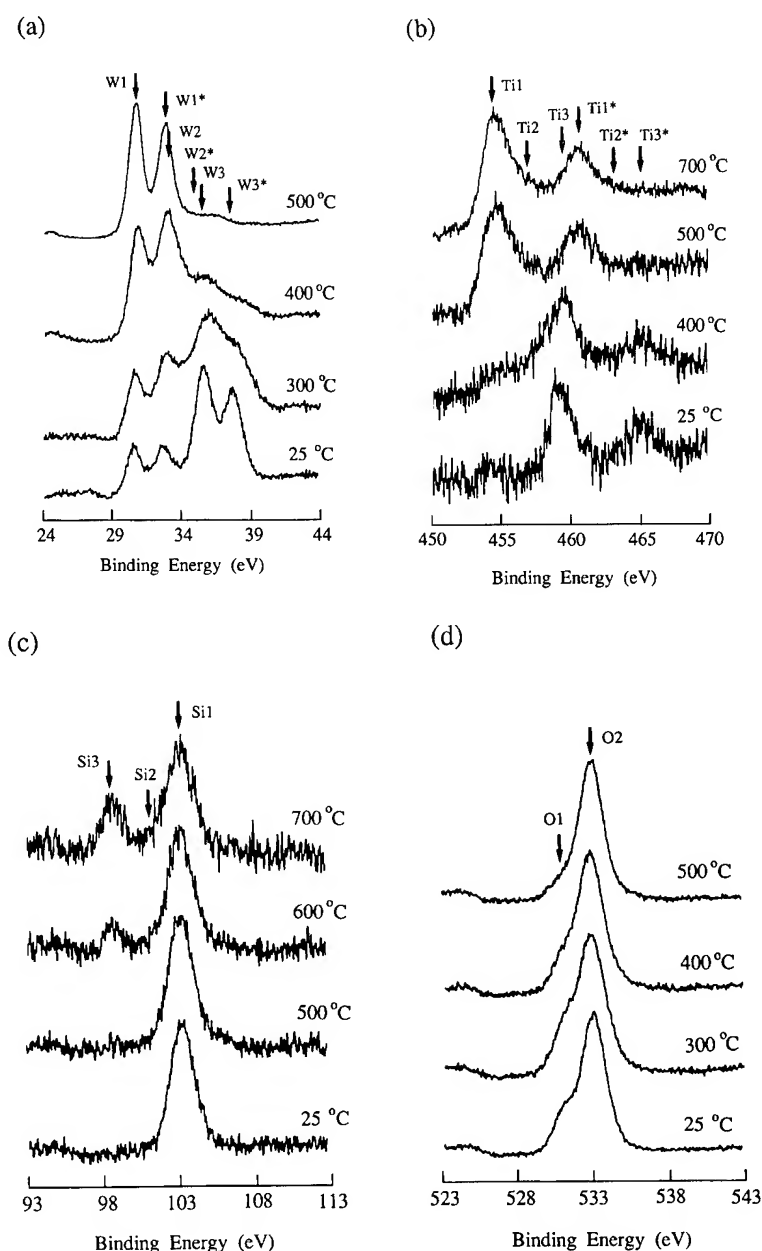 (a)
W1
W1*
W2
W2*
W3
W3*
500 °C
400 °C
300 °C
25 °C
24 29 34 39 44
Binding Energy (eV)
(b)
Ti1
Ti2
Ti3
Ti1*
Ti2*
Ti3*
700 °C
500 °C
400 °C
25 °C
450 455 460 465 470
Binding Energy (eV)
(c)
Si1
Si3
Si2
700 °C
600 °C
500 °C
25 °C
93 98 103 108 113
Binding Energy (eV)
(d)
O2
O1
500 °C
400 °C
300 °C
25 °C
523 528 533 538 543
Binding Energy (eV)